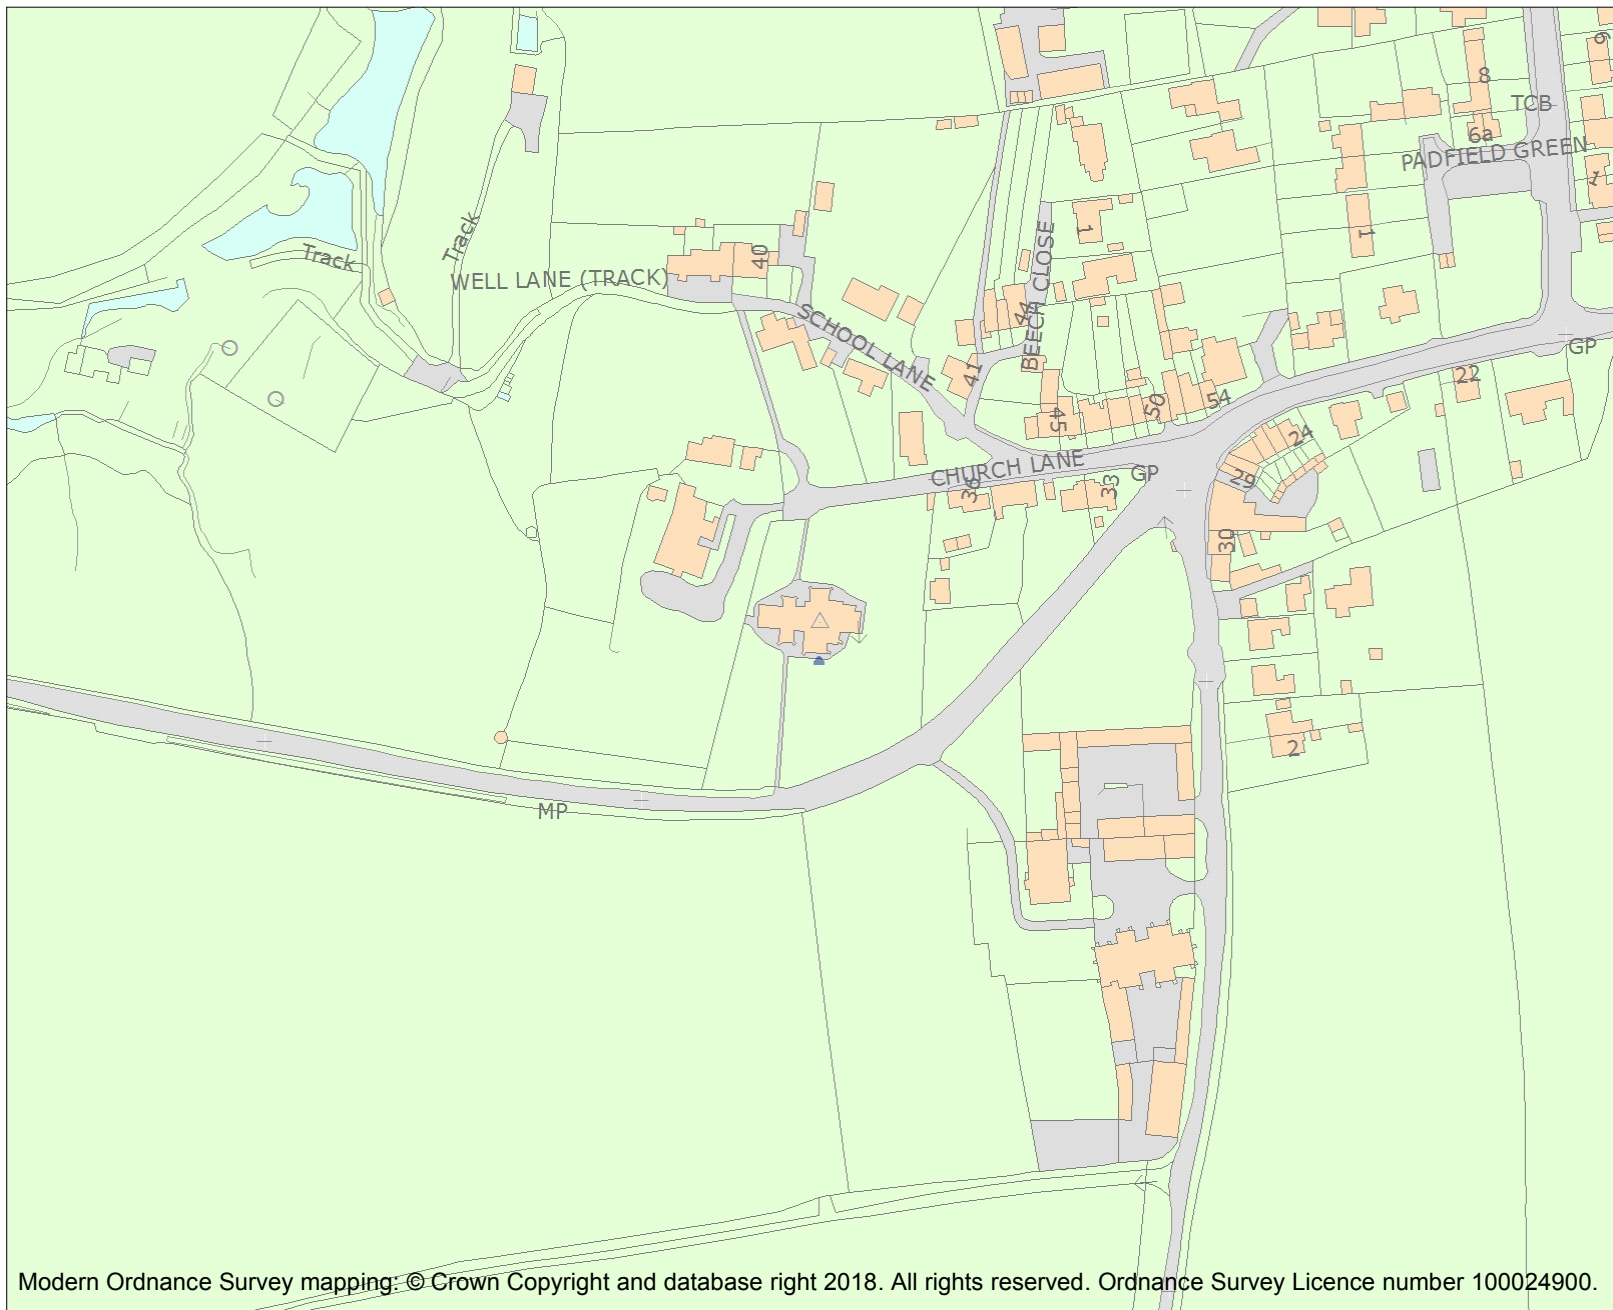 6
8
TCB
6a
PADFIELD GREEN
1
Track
Track
WELL LANE (TRACK)
40
BEECH CLOSE
1
1
44
SCHOOL LANE
41
GP
22
50
54
45
24
CHURCH LANE
GP
29
33
30
2
MP
Modern Ordnance Survey mapping: © Crown Copyright and database right 2018. All rights reserved. Ordnance Survey Licence number 100024900.